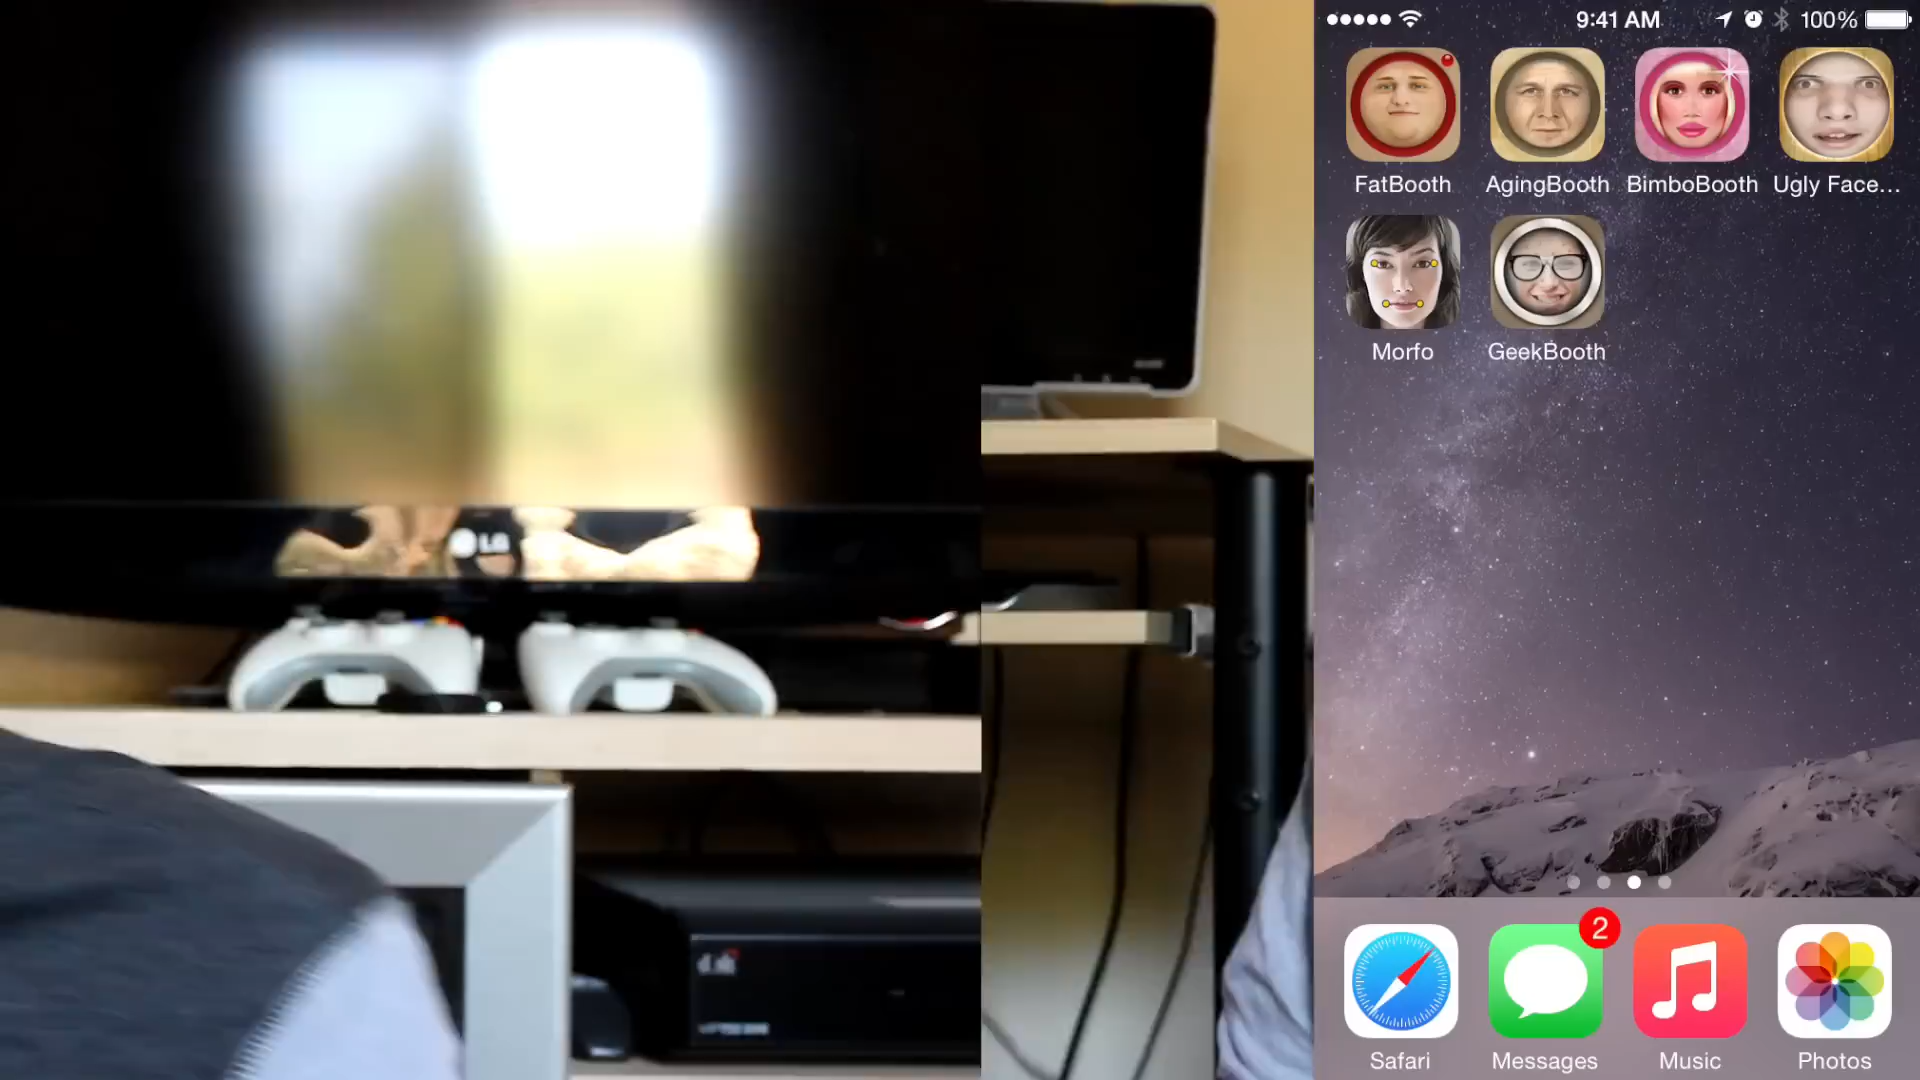 9:41 AM 100%
FatBooth AgingBooth BimboBooth Ugly Face...
Morfo GeekBooth
LG
2
Safari Messages Music Photos